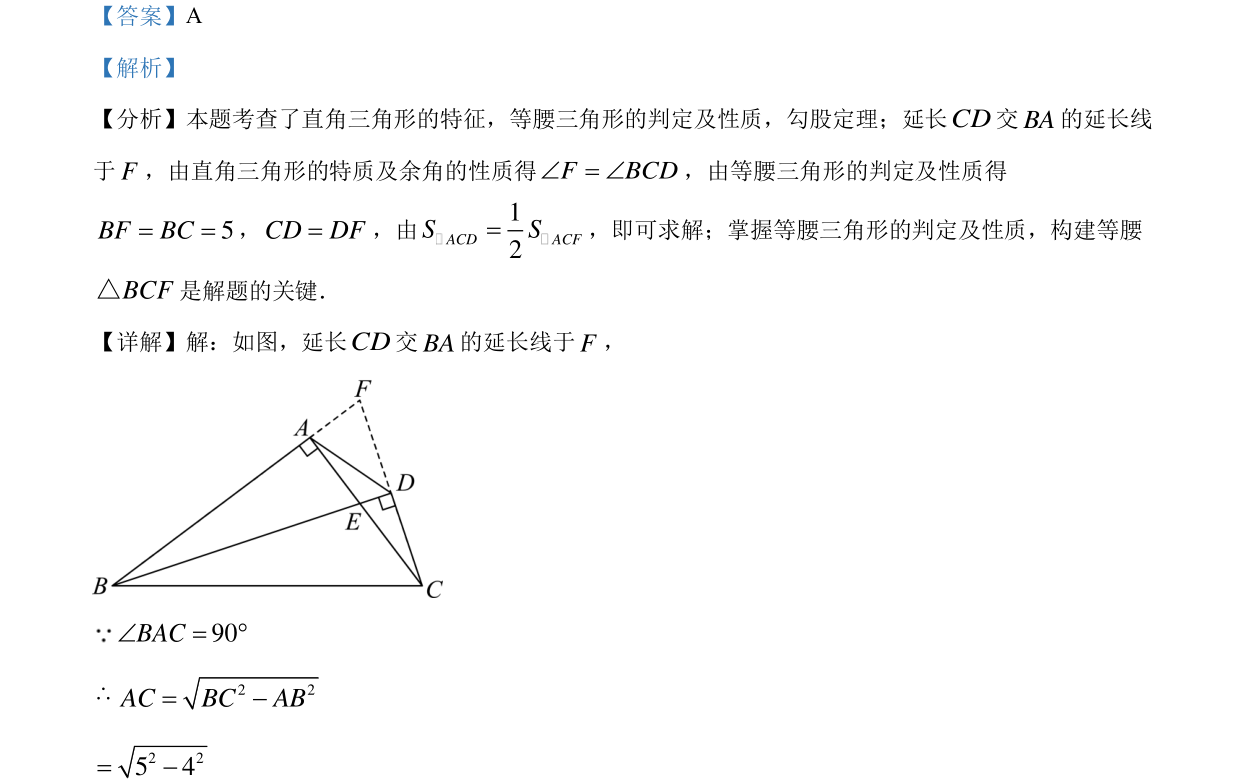 【答案】A
【解析】
【分析】本题考查了直角三角形的特征，等腰三角形的判定及性质，勾股定理；延长CD交BA的延长线
于F，由直角三角形的特质及余角的性质得∠F=∠BCD，由等腰三角形的判定及性质得
BF=BC=5，CD=DF，由S□ACD=1/2S□ACF，即可求解；掌握等腰三角形的判定及性质，构建等腰
△BCF是解题的关键．
【详解】解：如图，延长CD交BA的延长线于F，
F
A
D
E
B
C
∵∠BAC=90°
∴AC=√(BC²−AB²)
=√(5²−4²)